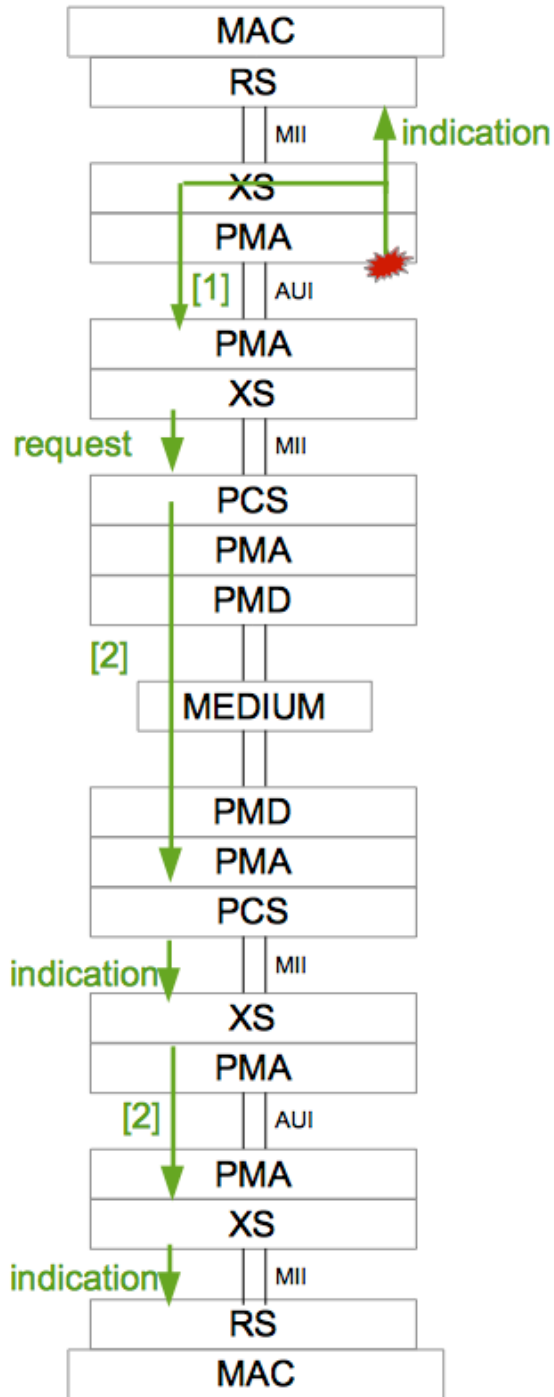 MAC
RS
MII
indication
XS
PMA
[1]
AUI
PMA
XS
request
MII
PCS
PMA
PMD
[2]
MEDIUM
PMD
PMA
PCS
indication
MII
XS
PMA
[2]
AUI
PMA
XS
indication
MII
RS
MAC